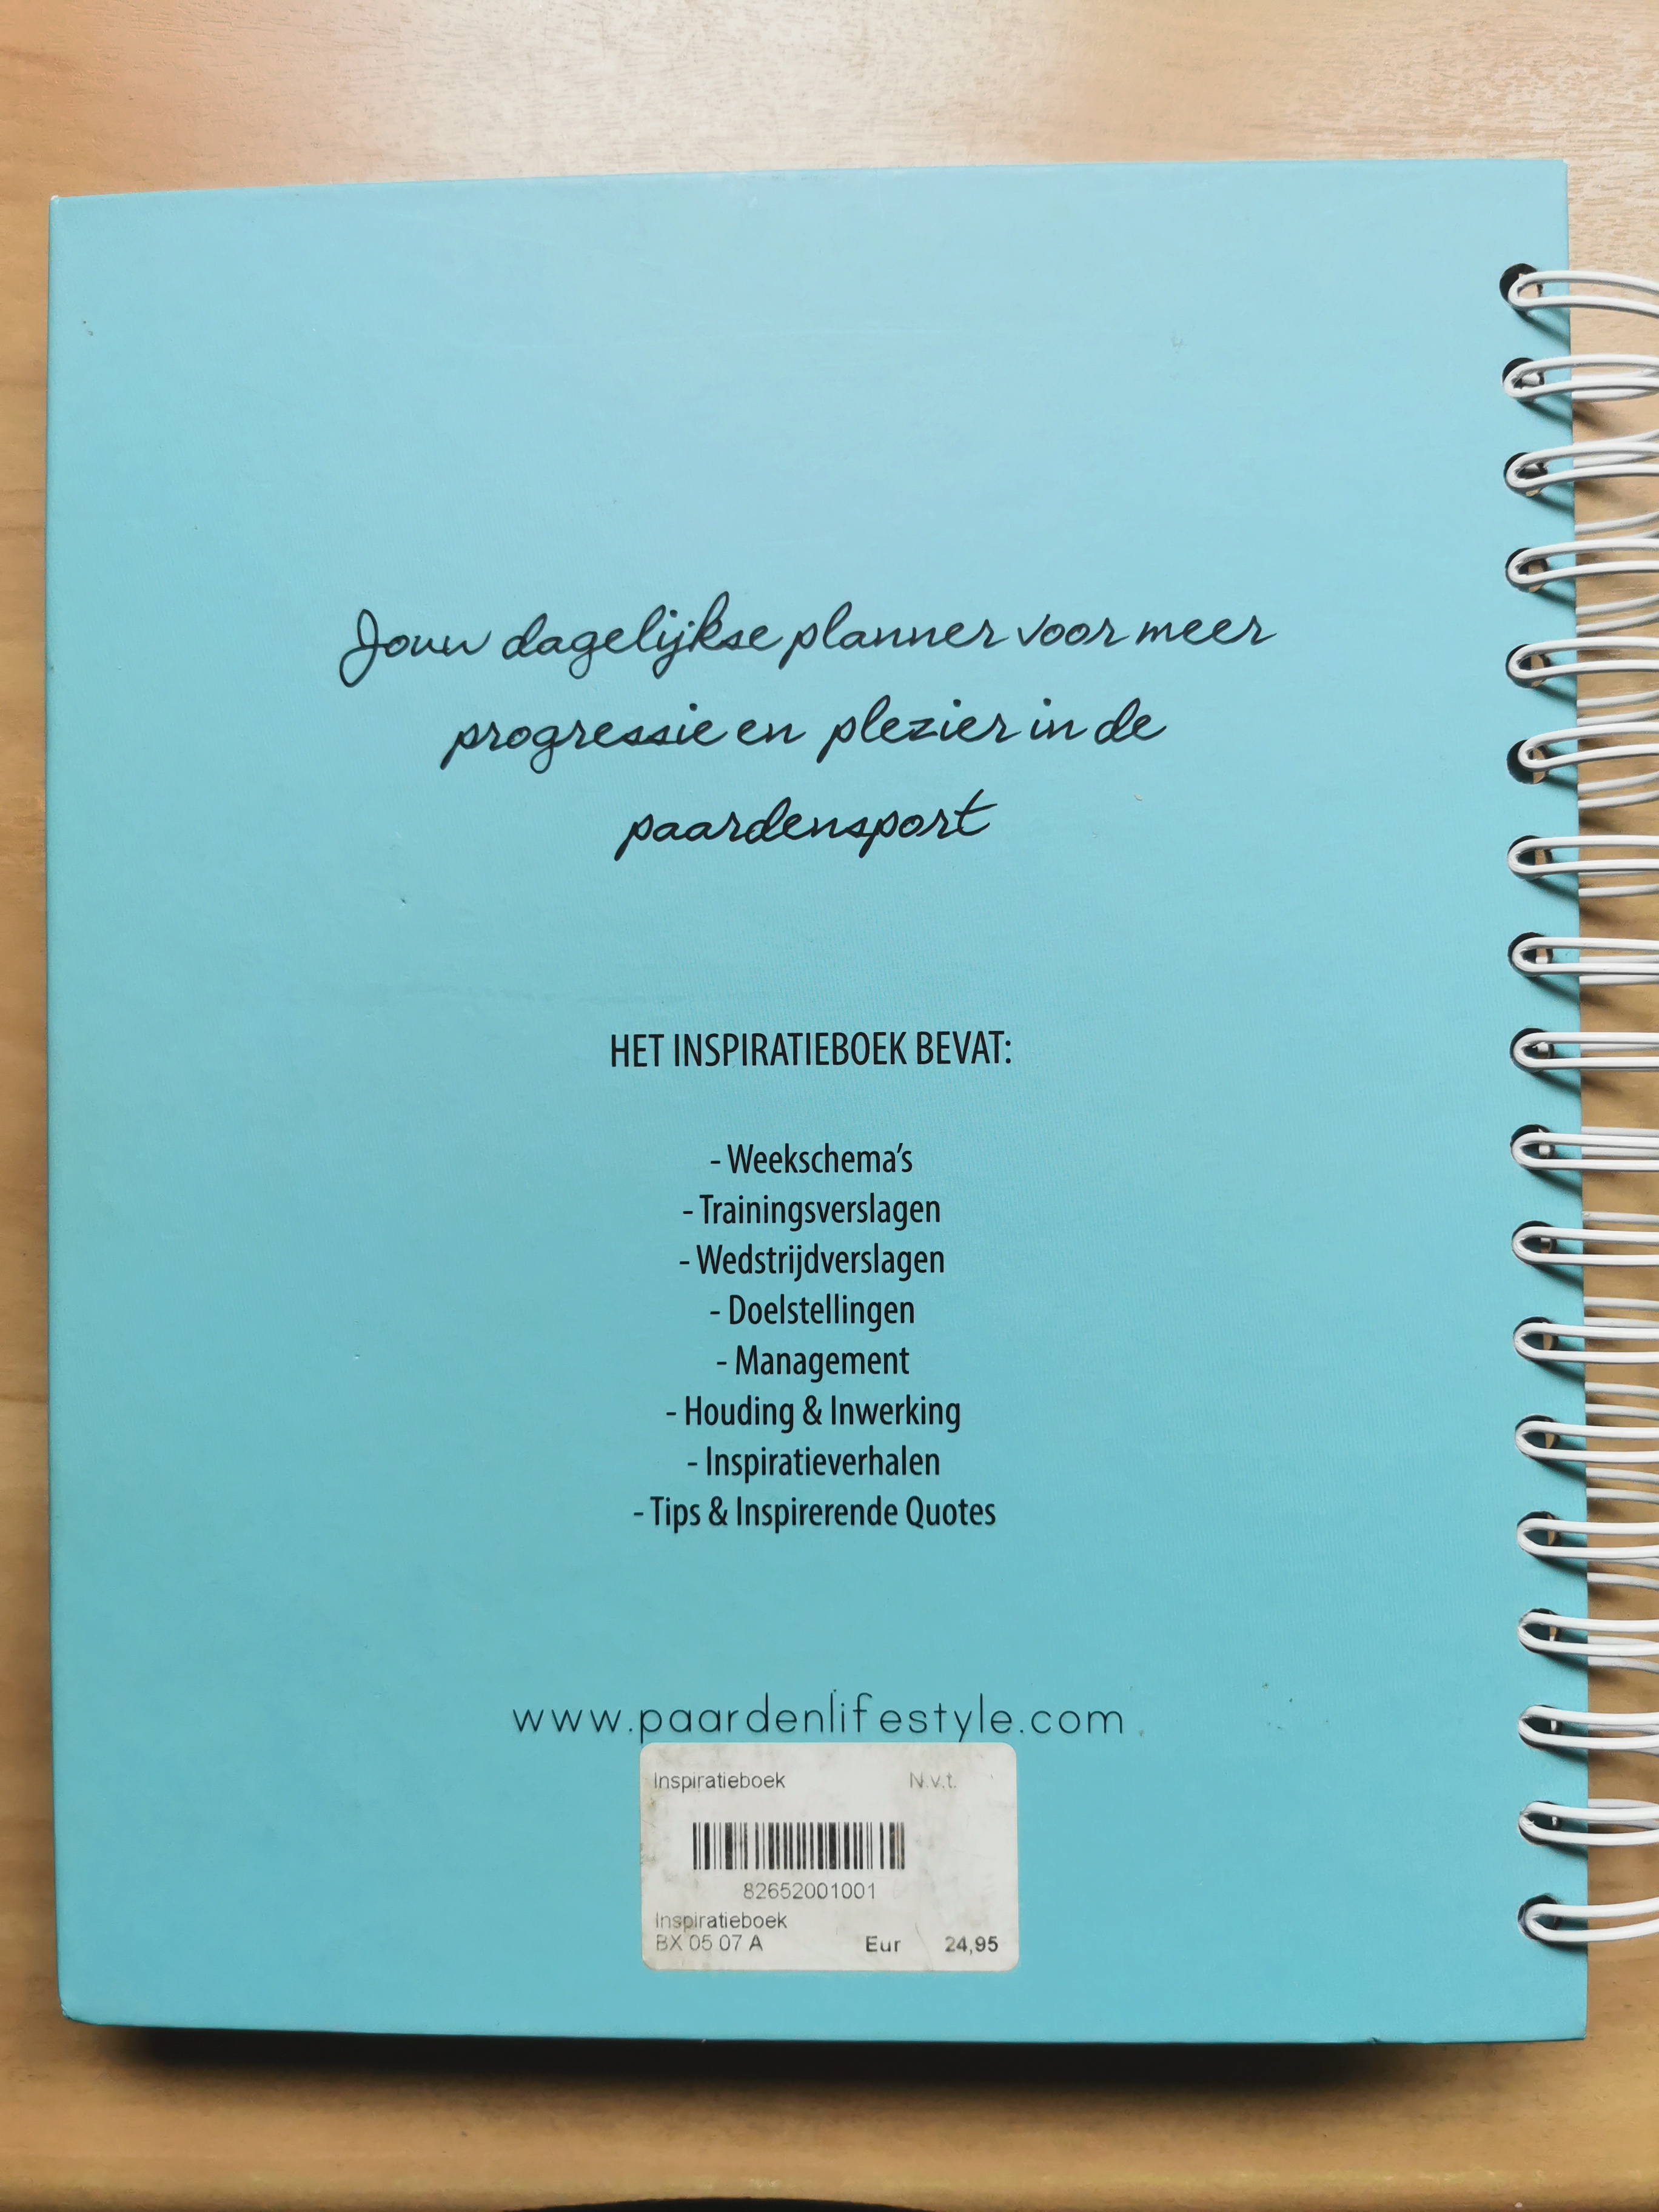 Jouw dagelijkse planner voor meer
progressie en plezier in de
paardensport
HET INSPIRATIEBOEK BEVAT:
- Weekschema's
- Trainingsverslagen
- Wedstrijdverslagen
- Doelstellingen
- Management
- Houding & Inwerking
- Inspiratieverhalen
- Tips & Inspirerende Quotes
www.paardenlifestyle.com
Inspiratieboek N.v.t.
82652001001
Inspiratieboek
BX 05 07 A Eur 24,95